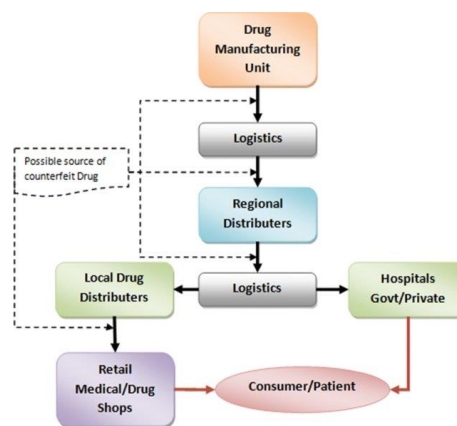 Drug
Manufacturing
Unit
Logistics
Possible source of
counterfeit Drug
Regional
Distributers
Local Drug
Distributers
Logistics
Hospitals
Govt/Private
Retail
Medical/Drug
Shops
Consumer/Patient